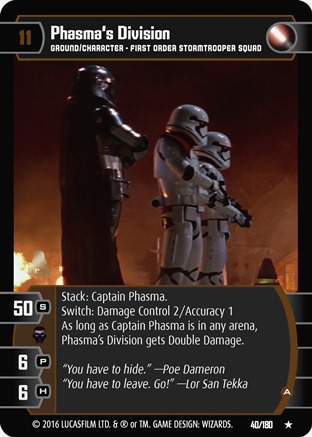 11
Phasma's Division
GROUND/CHARACTER • FIRST ORDER STORMTROOPER SQUAD
50 S
6 P
6 H
Stack: Captain Phasma.
Switch: Damage Control 2/Accuracy 1
As long as Captain Phasma is in any arena,
Phasma's Division gets Double Damage.
"You have to hide." —Poe Dameron
"You have to leave. Go!" —Lor San Tekka
A
© 2016 LUCASFILM LTD. & ® or TM. GAME DESIGN: WIZARDS.
40/180